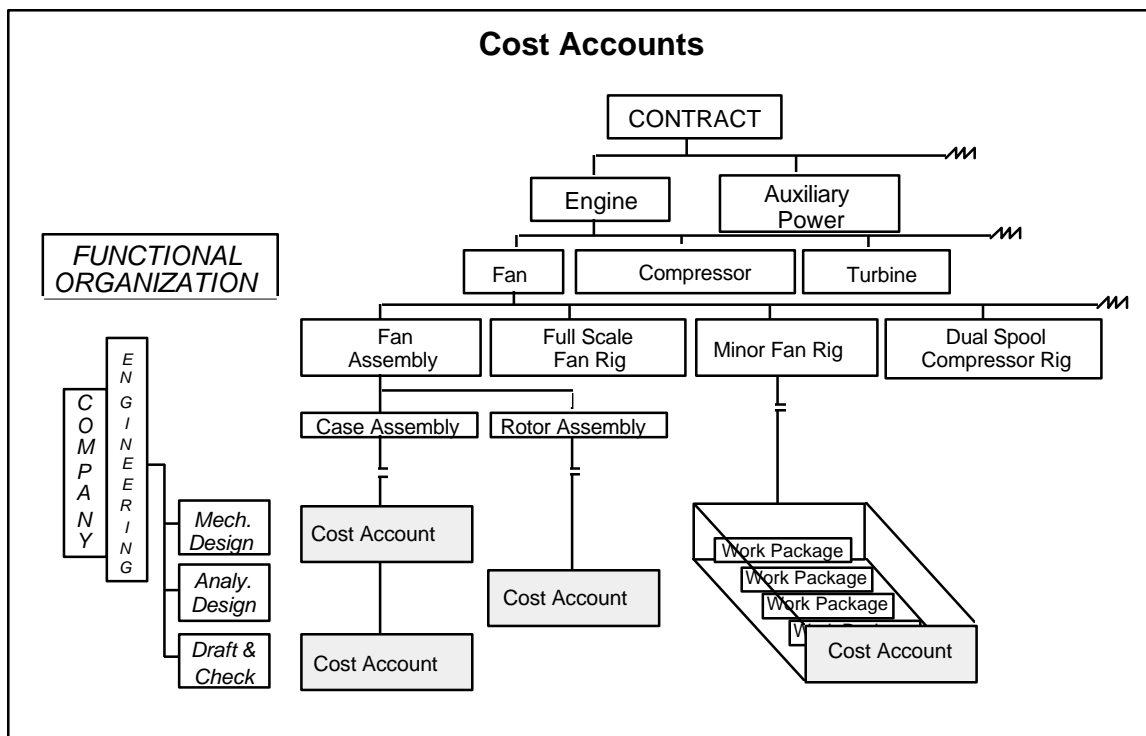 Cost Accounts
CONTRACT
Engine
Auxiliary
Power
FUNCTIONAL
ORGANIZATION
Fan
Compressor
Turbine
Fan
Assembly
Full Scale
Fan Rig
Minor Fan Rig
Dual Spool
Compressor Rig
COMPANY
ENGINEERING
Case Assembly
Rotor Assembly
Mech.
Design
Analy.
Design
Draft &
Check
Cost Account
Cost Account
Cost Account
Work Package
Work Package
Work Package
Work Package
Cost Account